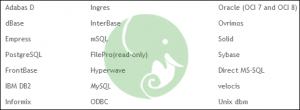 Adabas D Ingres Oracle (OCI 7 and OCI 8)
dBase InterBase Ovrimos
Empress mSQL Solid
PostgreSQL FilePro(read-only) Sybase
FrontBase Hyperwave Direct MS-SQL
IBM DB2 MySQL velocis
Informix ODBC Unix dbm